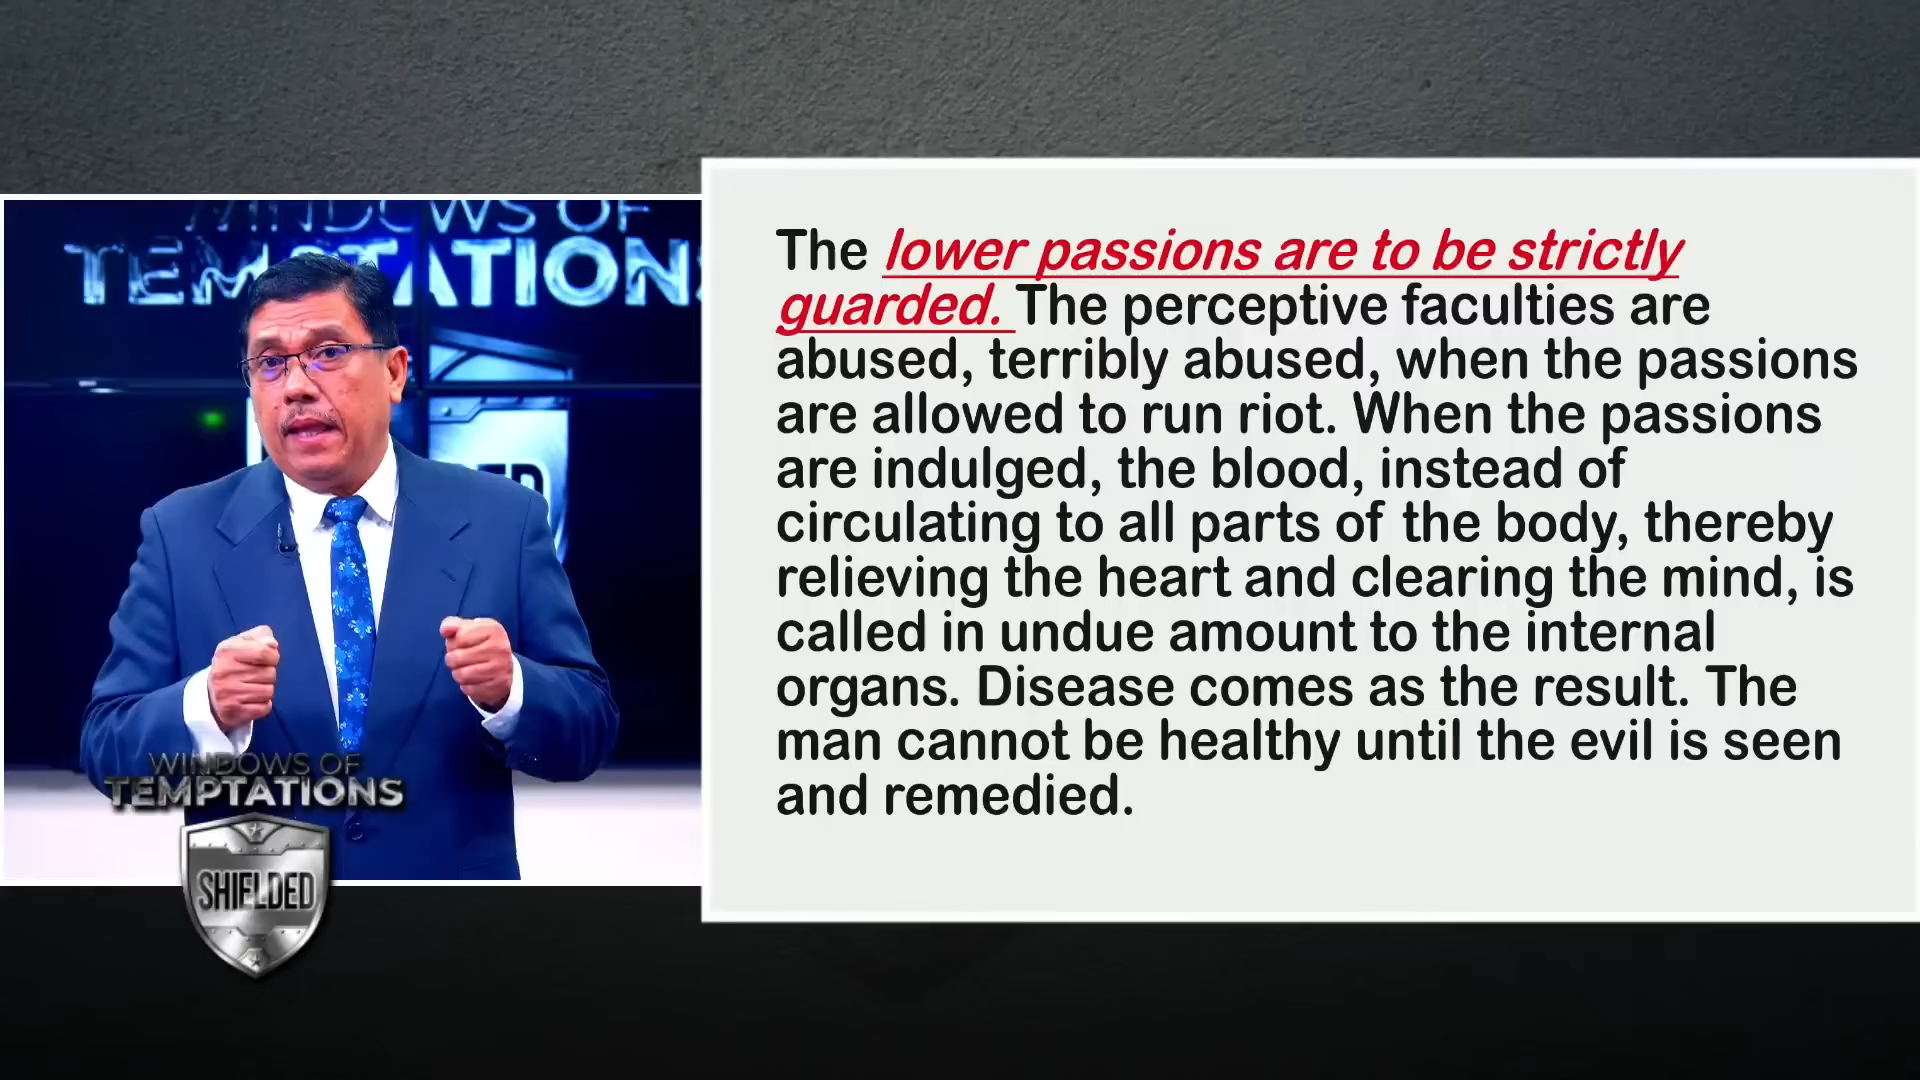 WINDOWS OF
TEMPTATIONS
The lower passions are to be strictly
guarded. The perceptive faculties are
abused, terribly abused, when the passions
are allowed to run riot. When the passions
are indulged, the blood, instead of
circulating to all parts of the body, thereby
relieving the heart and clearing the mind, is
called in undue amount to the internal
organs. Disease comes as the result. The
man cannot be healthy until the evil is seen
and remedied.
WINDOWS OF
TEMPTATIONS
SHIELDED